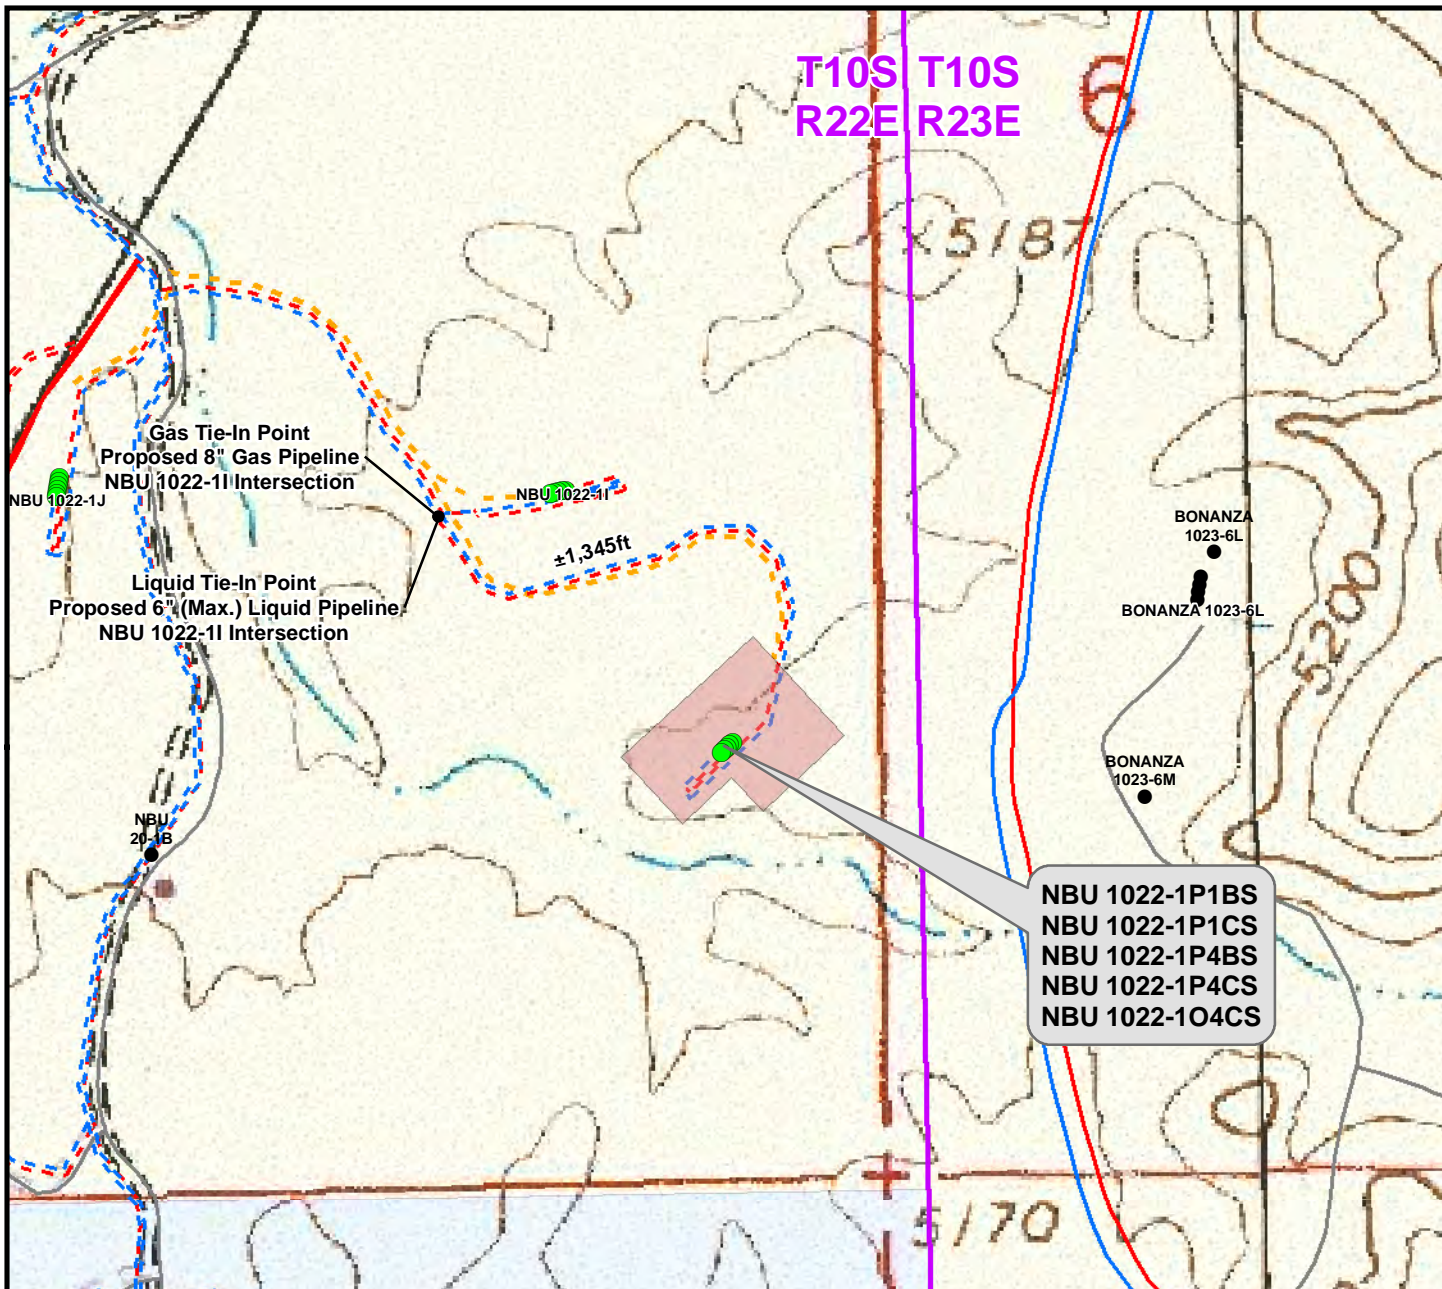 T10S T10S
R22E R23E
6
5187
Gas Tie-In Point
Proposed 8" Gas Pipeline
NBU 1022-1I Intersection
NBU 1022-1J
NBU 1022-1I
±1,345ft
BONANZA
1023-6L
BONANZA 1023-6L
Liquid Tie-In Point
Proposed 6" (Max.) Liquid Pipeline
NBU 1022-1I Intersection
5200
BONANZA
1023-6M
NBU
20-1B
NBU 1022-1P1BS
NBU 1022-1P1CS
NBU 1022-1P4BS
NBU 1022-1P4CS
NBU 1022-1O4CS
5170